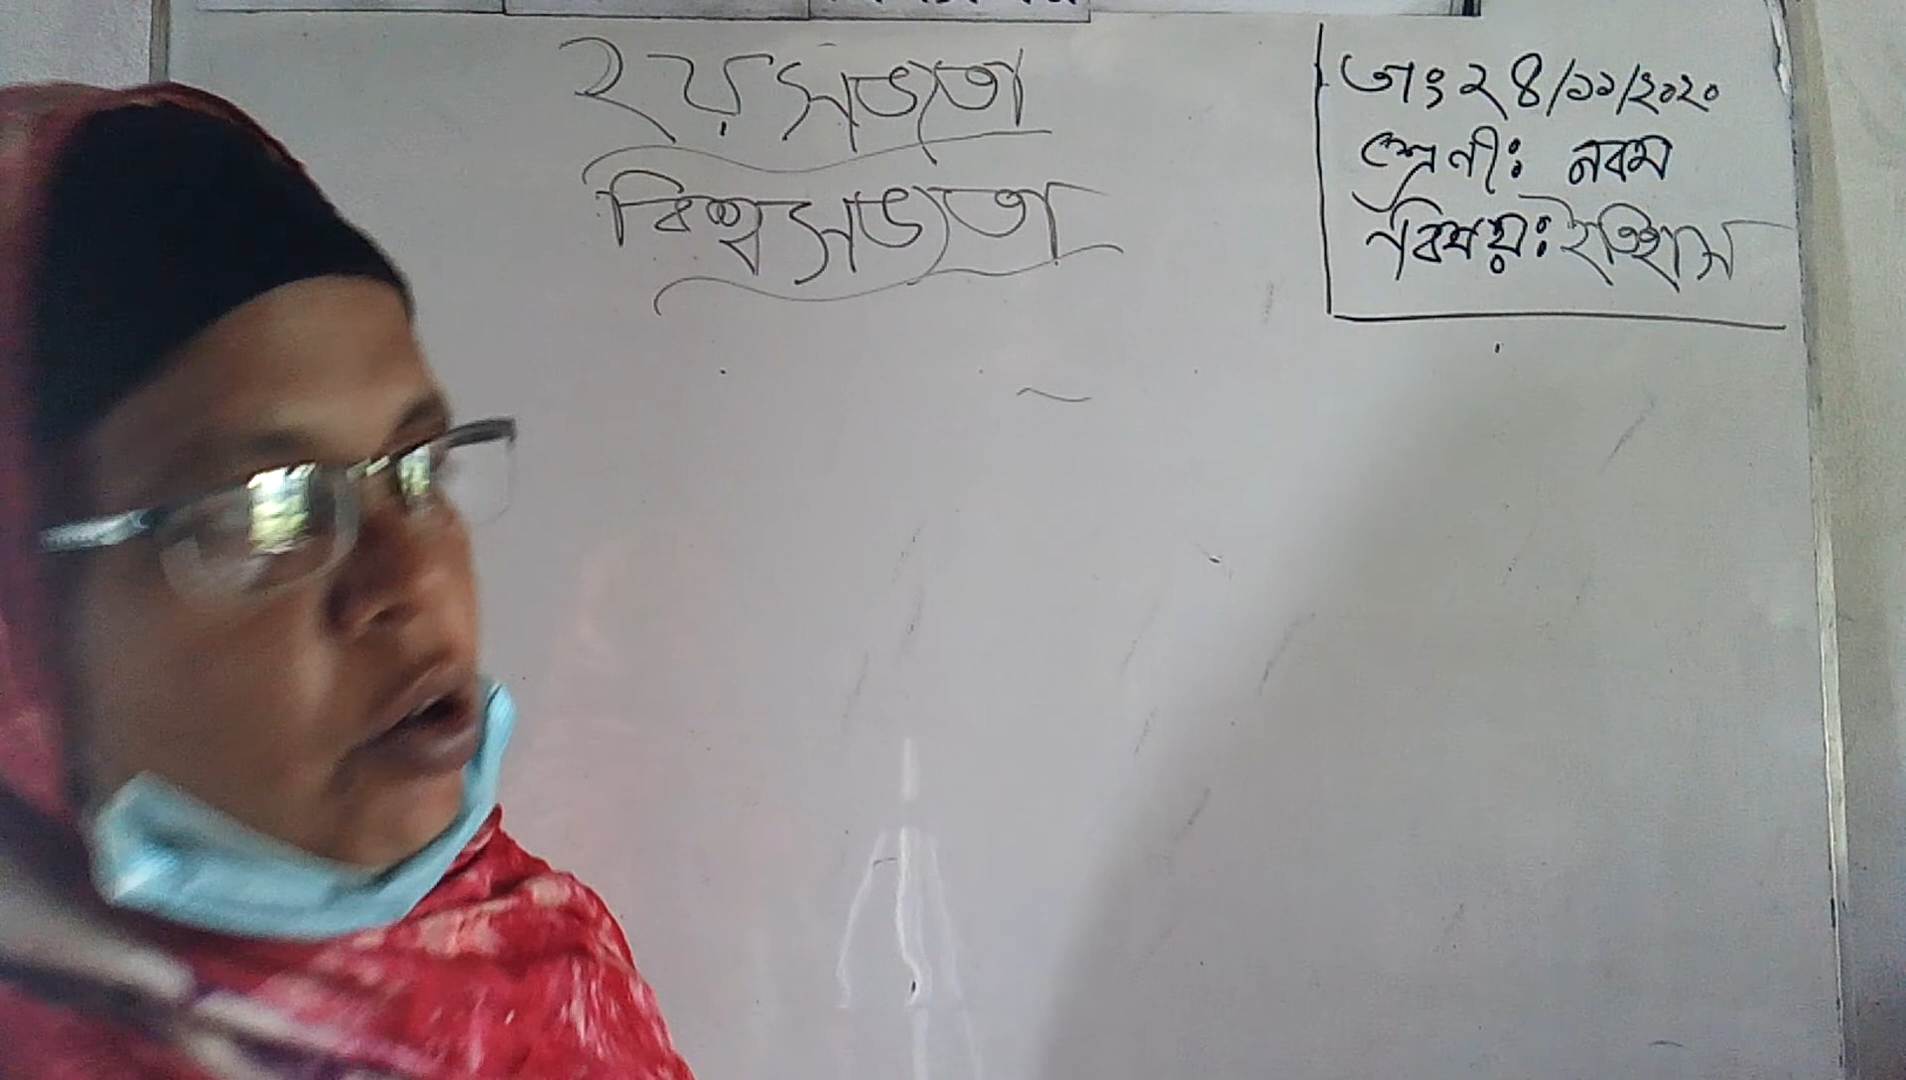 ২য় সভ্যতা
বিশ্বসভ্যতা
তাং ২৪/১১/২০২০
শ্রেণী: নবম
বিষয়: ইতিহাস